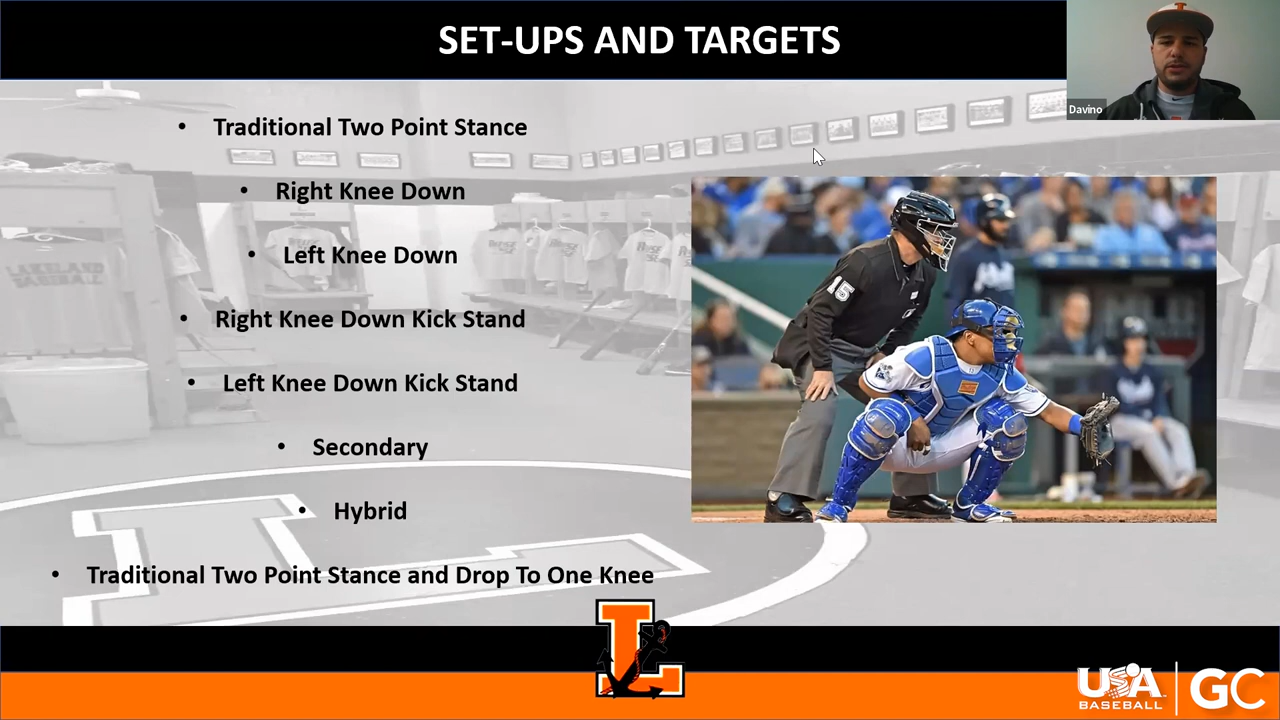 SET-UPS AND TARGETS
Davino
• Traditional Two Point Stance
• Right Knee Down
• Left Knee Down
• Right Knee Down Kick Stand
• Left Knee Down Kick Stand
• Secondary
• Hybrid
• Traditional Two Point Stance and Drop To One Knee
15
LAKELAND
BASEBALL
L
USA
BASEBALL
GC